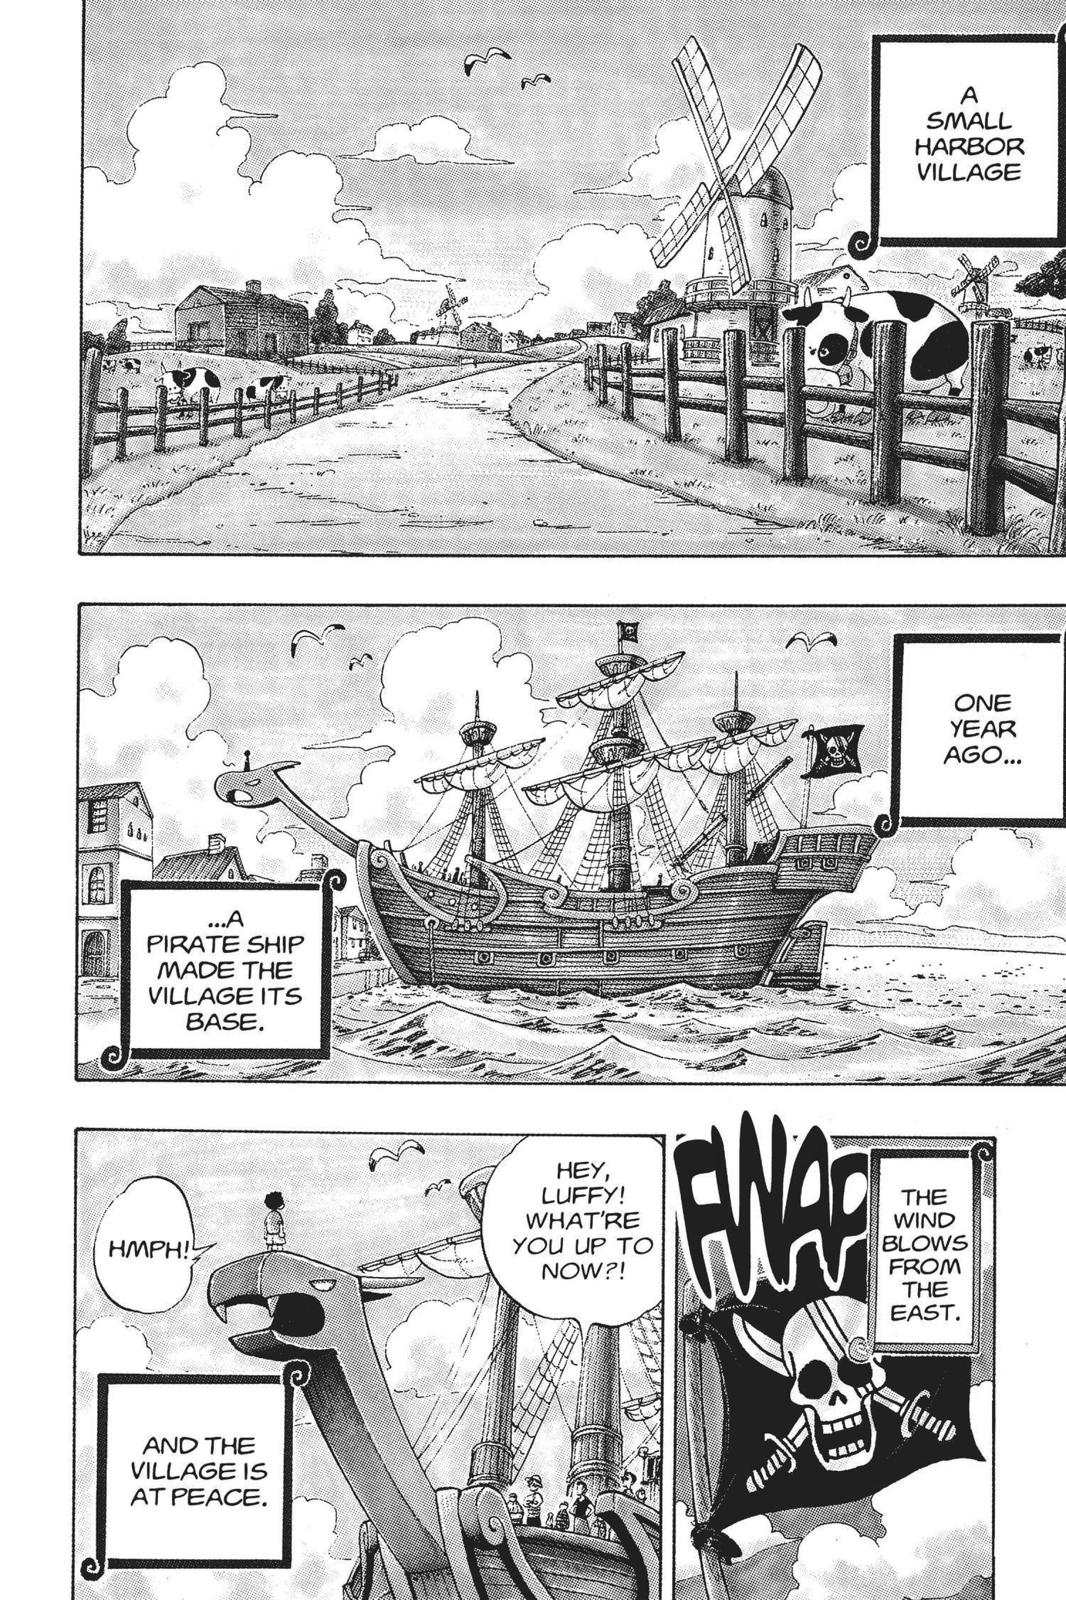 A
SMALL
HARBOR
VILLAGE
ONE
YEAR
AGO...
...A
PIRATE SHIP
MADE THE
VILLAGE ITS
BASE.
FWAP
THE
WIND
BLOWS
FROM
THE
EAST.
HEY,
LUFFY!
WHAT'RE
YOU UP TO
NOW?!
HMPH!
AND THE
VILLAGE IS
AT PEACE.